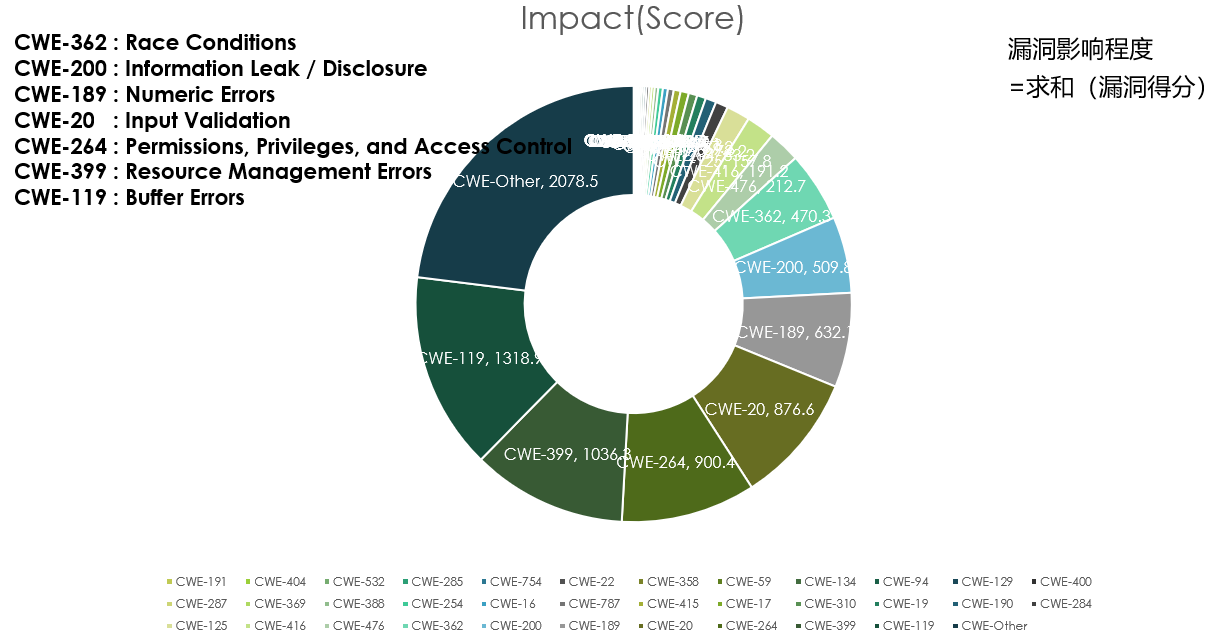 Impact(Score)
CWE-362 : Race Conditions
CWE-200 : Information Leak / Disclosure
CWE-189 : Numeric Errors
CWE-20 : Input Validation
CWE-264 : Permissions, Privileges, and Access Control
CWE-399 : Resource Management Errors
CWE-119 : Buffer Errors
漏洞影响程度
=求和（漏洞得分）
CWE-416, 191.2
CWE-476, 212.7
CWE-362, 470.3
CWE-200, 509.8
CWE-189, 632.1
CWE-20, 876.6
CWE-264, 900.4
CWE-399, 1036.3
CWE-119, 1318.9
CWE-Other, 2078.5
CWE-191 CWE-404 CWE-532 CWE-285 CWE-754 CWE-22 CWE-358 CWE-59 CWE-134 CWE-94 CWE-129 CWE-400
CWE-287 CWE-369 CWE-388 CWE-254 CWE-16 CWE-787 CWE-415 CWE-17 CWE-310 CWE-19 CWE-190 CWE-284
CWE-125 CWE-416 CWE-476 CWE-362 CWE-200 CWE-189 CWE-20 CWE-264 CWE-399 CWE-119 CWE-Other